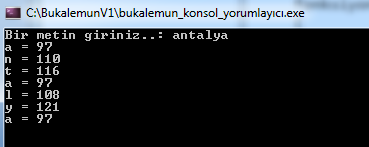 C:\BukalemunV1\bukalemun_konsol_yorumlayıcı.exe
Bir metin giriniz..: antalya
a = 97
n = 110
t = 116
a = 97
l = 108
y = 121
a = 97